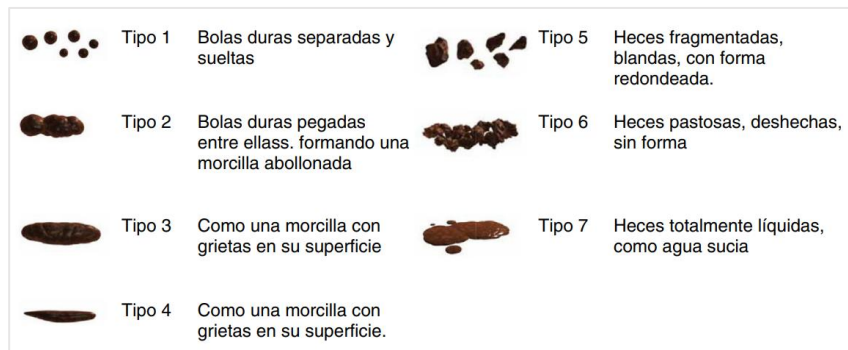 Tipo 1 Bolas duras separadas y
sueltas
Tipo 2 Bolas duras pegadas
entre ellass. formando una
morcilla abollonada
Tipo 3 Como una morcilla con
grietas en su superficie
Tipo 4 Como una morcilla con
grietas en su superficie.
Tipo 5 Heces fragmentadas,
blandas, con forma
redondeada.
Tipo 6 Heces pastosas, deshechas,
sin forma
Tipo 7 Heces totalmente líquidas,
como agua sucia